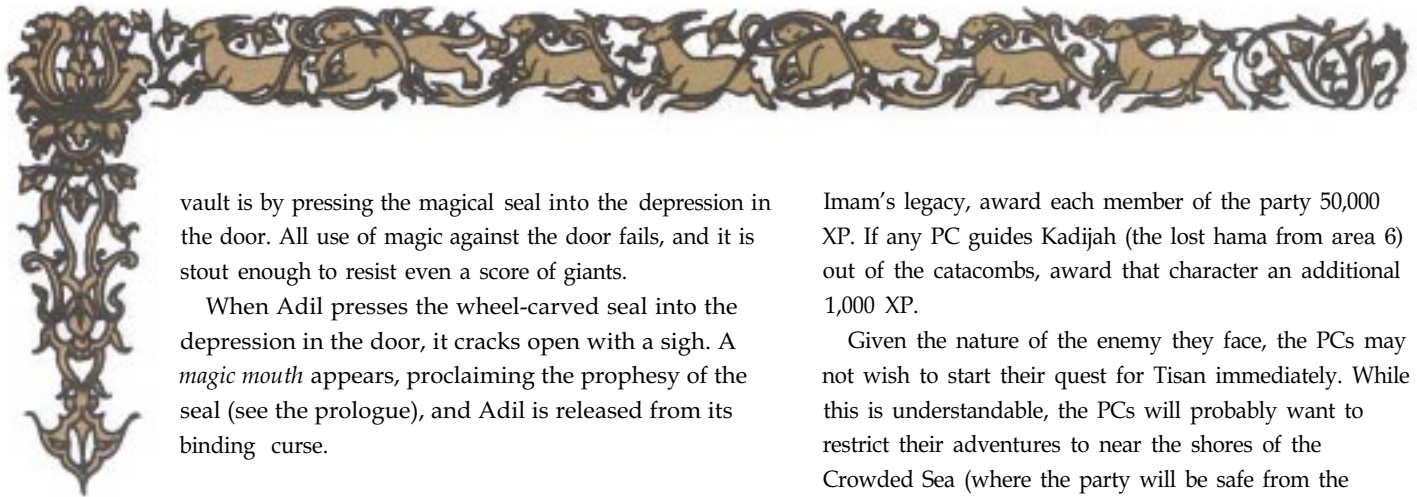 vault is by pressing the magical seal into the depression in
the door. All use of magic against the door fails, and it is
stout enough to resist even a score of giants.
When Adil presses the wheel-carved seal into the
depression in the door, it cracks open with a sigh. A
magic mouth appears, proclaiming the prophesy of the
seal (see the prologue), and Adil is released from its
binding curse.
Imam’s legacy, award each member of the party 50,000
XP. If any PC guides Kadijah (the lost hama from area 6)
out of the catacombs, award that character an additional
1,000 XP.
Given the nature of the enemy they face, the PCs may
not wish to start their quest for Tisan immediately. While
this is understandable, the PCs will probably want to
restrict their adventures to near the shores of the
Crowded Sea (where the party will be safe from the